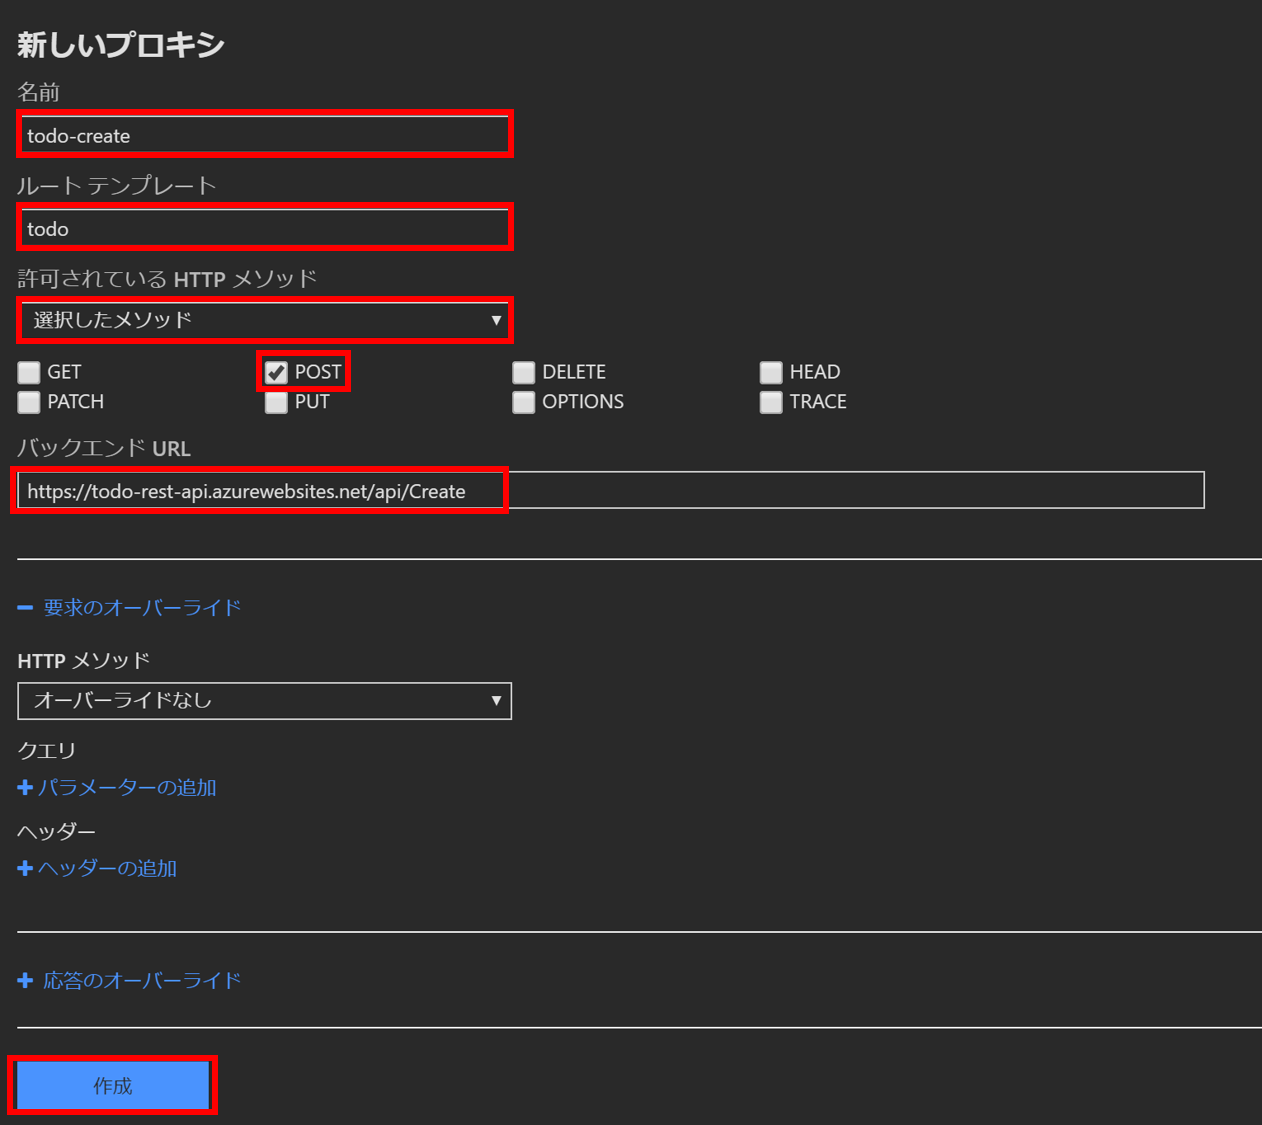 新しいプロキシ
名前
todo-create
ルート テンプレート
todo
許可されている HTTP メソッド
選択したメソッド
GET POST DELETE HEAD
PATCH PUT OPTIONS TRACE
バックエンド URL
https://todo-rest-api.azurewebsites.net/api/Create
要求のオーバーライド
HTTP メソッド
オーバーライドなし
クエリ
パラメーターの追加
ヘッダー
ヘッダーの追加
応答のオーバーライド
作成